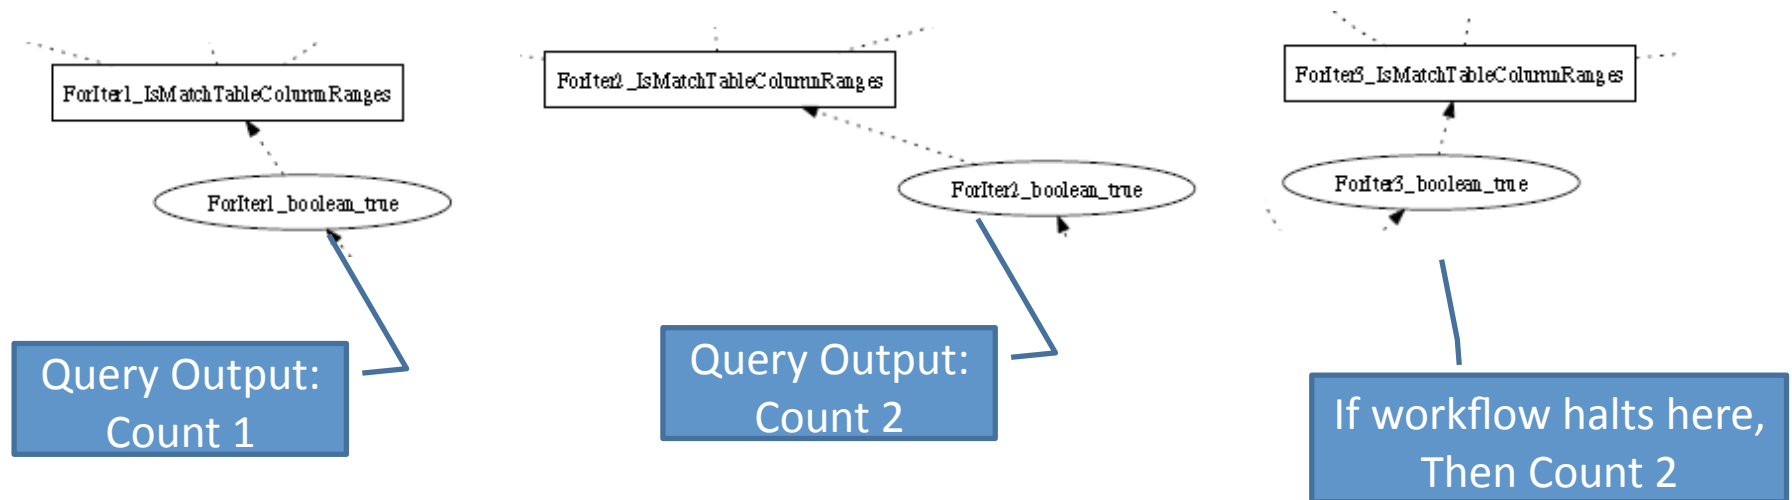 ForIter1_IsMatchTableColumnRanges
ForIter2_IsMatchTableColumnRanges
ForIter3_IsMatchTableColumnRanges
ForIter1_boolean_true
ForIter2_boolean_true
ForIter3_boolean_true
Query Output:
Count 1
Query Output:
Count 2
If workflow halts here,
Then Count 2